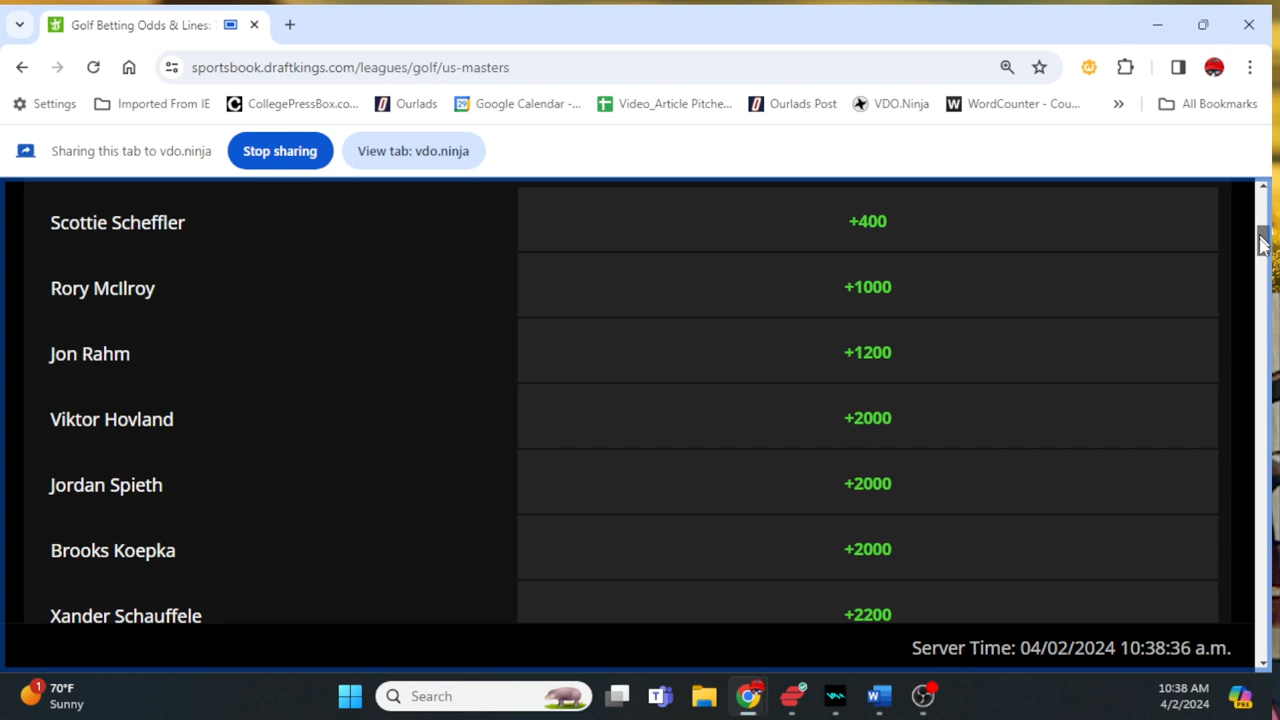 Golf Betting Odds & Lines:
sportsbook.draftkings.com/leagues/golf/us-masters
Settings Imported From IE CollegePressBox.co... Ourlads Google Calendar -... Video_Article Pitche... Ourlads Post VDO.Ninja WordCounter - Cou... » All Bookmarks
Sharing this tab to vdo.ninja Stop sharing View tab: vdo.ninja
Scottie Scheffler +400
Rory McIlroy +1000
Jon Rahm +1200
Viktor Hovland +2000
Jordan Spieth +2000
Brooks Koepka +2000
Xander Schauffele +2200
Server Time: 04/02/2024 10:38:36 a.m.
1 70°F Search 10:38 AM
Sunny 4/2/2024 PRE